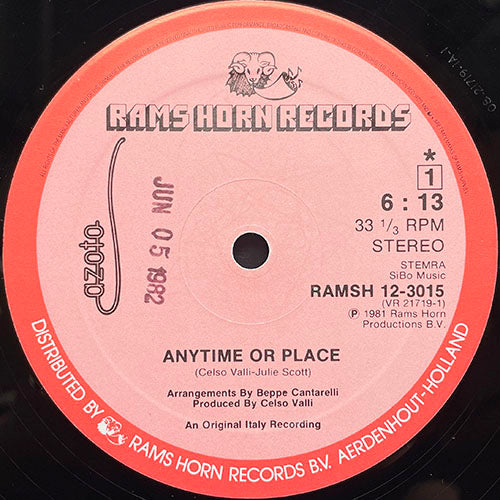 RAMS HORN RECORDS
azoto
JUN 05 1982
*
1
6 : 13
33 1/3 RPM
STEREO
STEMRA
SiBo Music
RAMSH 12-3015
(VR 21719-1)
℗ 1981 Rams Horn
Productions B.V.
ANYTIME OR PLACE
(Celso Valli-Julie Scott)
Arrangements By Beppe Cantarelli
Produced By Celso Valli
An Original Italy Recording
DISTRIBUTED BY RAMS HORN RECORDS B.V. AERDENHOUT-HOLLAND